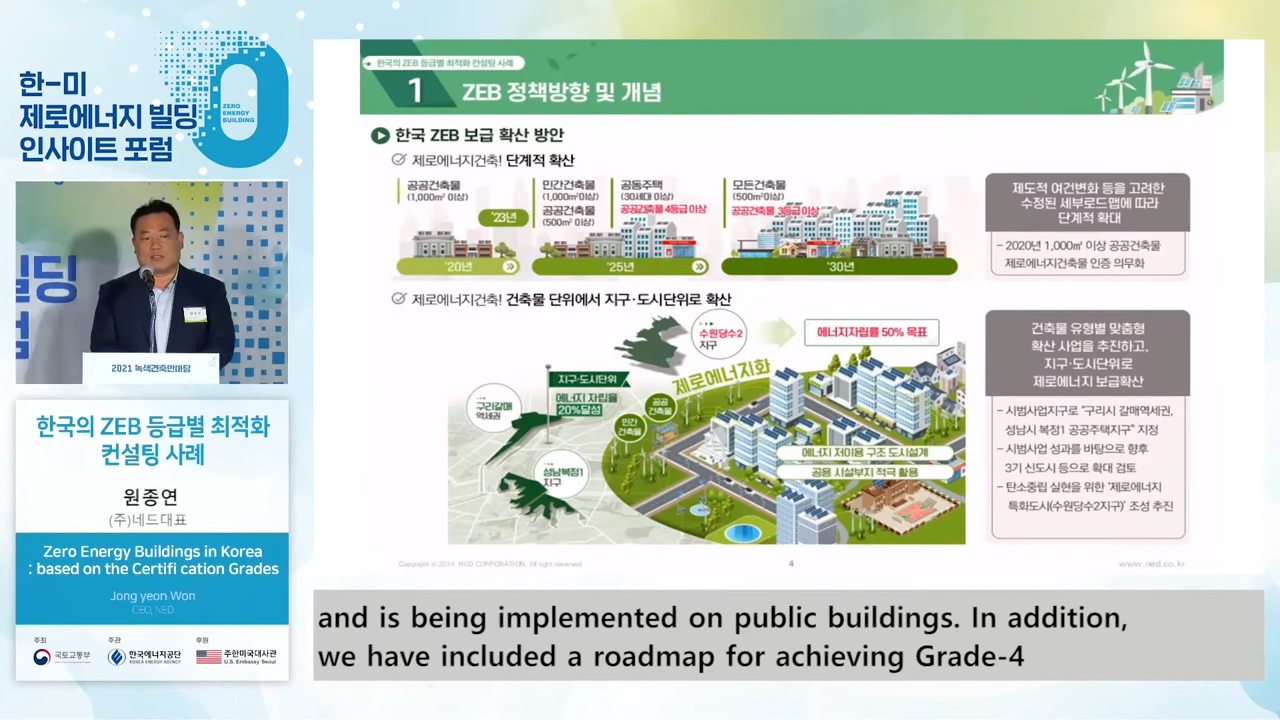 한-미
제로에너지 빌딩
인사이트 포럼
ZERO
ENERGY
BUILDING
2021 녹색건축한마당
한국의 ZEB 등급별 최적화
컨설팅 사례
원종연
(주)네드대표
Zero Energy Buildings in Korea
: based on the Certifi cation Grades
Jong yeon Won
CEO, NED
주최
주관
후원
국토교통부
한국에너지공단
KOREA ENERGY AGENCY
주한미국대사관
U.S. Embassy Seoul
한국의 ZEB 등급별 최적화 컨설팅 사례
1 ZEB 정책방향 및 개념
한국 ZEB 보급 확산 방안
제로에너지건축! 단계적 확산
공공건축물
(1,000m² 이상)
'23년
민간건축물
(1,000m²이상)
공공건축물
(500m² 이상)
공동주택
(30세대 이상)
공공건축물 4등급 이상
모든건축물
(500m²이상)
공공건축물 3등급 이상
'20년
'25년
'30년
제도적 여건변화 등을 고려한
수정된 세부로드맵에 따라
단계적 확대
– 2020년 1,000㎡ 이상 공공건축물
제로에너지건축물 인증 의무화
제로에너지건축! 건축물 단위에서 지구·도시단위로 확산
수원당수2
지구
에너지자립률 50% 목표
제로에너지화
지구·도시단위
에너지 자립률
20%달성
구리갈매
역세권
공공
건축물
민간
건축물
성남복정1
지구
에너지 저이용 구조 도시설계
공용 시설부지 적극 활용
건축물 유형별 맞춤형
확산 사업을 추진하고,
지구·도시단위로
제로에너지 보급확산
– 시범사업지구로 "구리시 갈매역세권,
성남시 복정1 공공주택지구" 지정
– 시범사업 성과를 바탕으로 향후
3기 신도시 등으로 확대 검토
– 탄소중립 실현을 위한 '제로에너지
특화도시(수원당수2지구)' 조성 추진
Copyright © 2014. NED CORPORATION, All right reserved.
4
www.ned.co.kr
and is being implemented on public buildings. In addition,
we have included a roadmap for achieving Grade-4